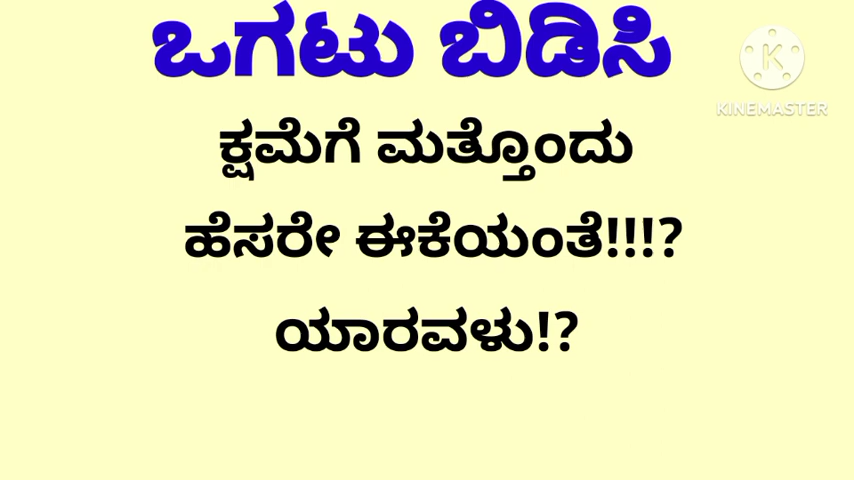 ಒಗಟು ಬಿಡಿಸಿ
KINEMASTER
ಕ್ಷಮೆಗೆ ಮತ್ತೊಂದು
ಹೆಸರೇ ಈಕೆಯಂತೆ!!!?
ಯಾರವಳು!?